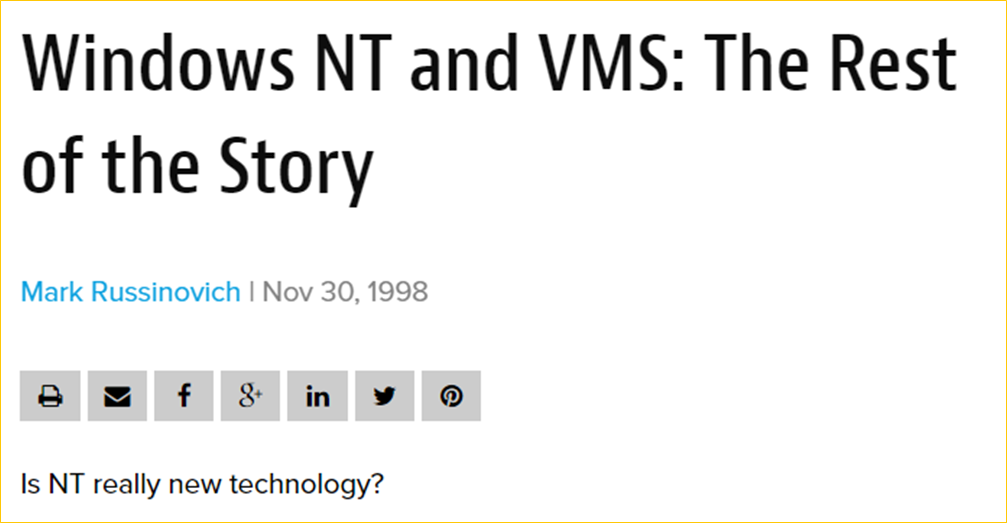 Windows NT and VMS: The Rest
of the Story
Mark Russinovich | Nov 30, 1998
g+ in
Is NT really new technology?